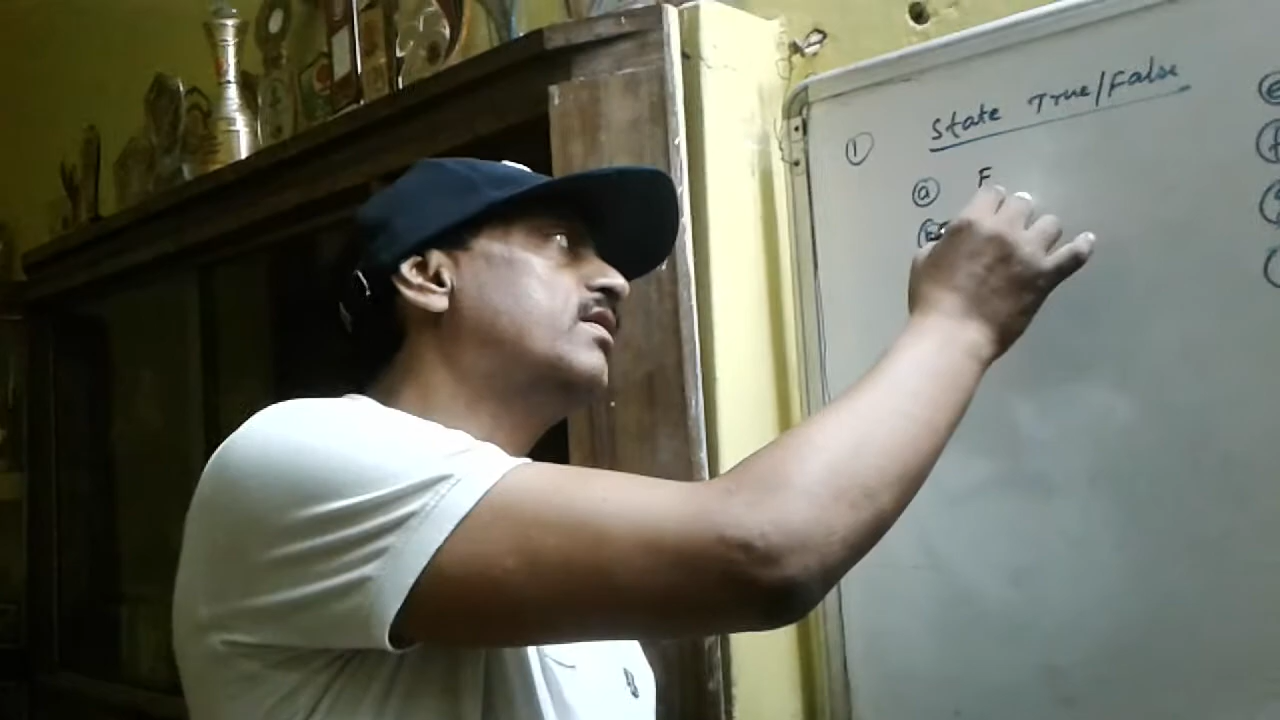 State True/False
①
ⓐ F
ⓑ
ⓔ
ⓕ